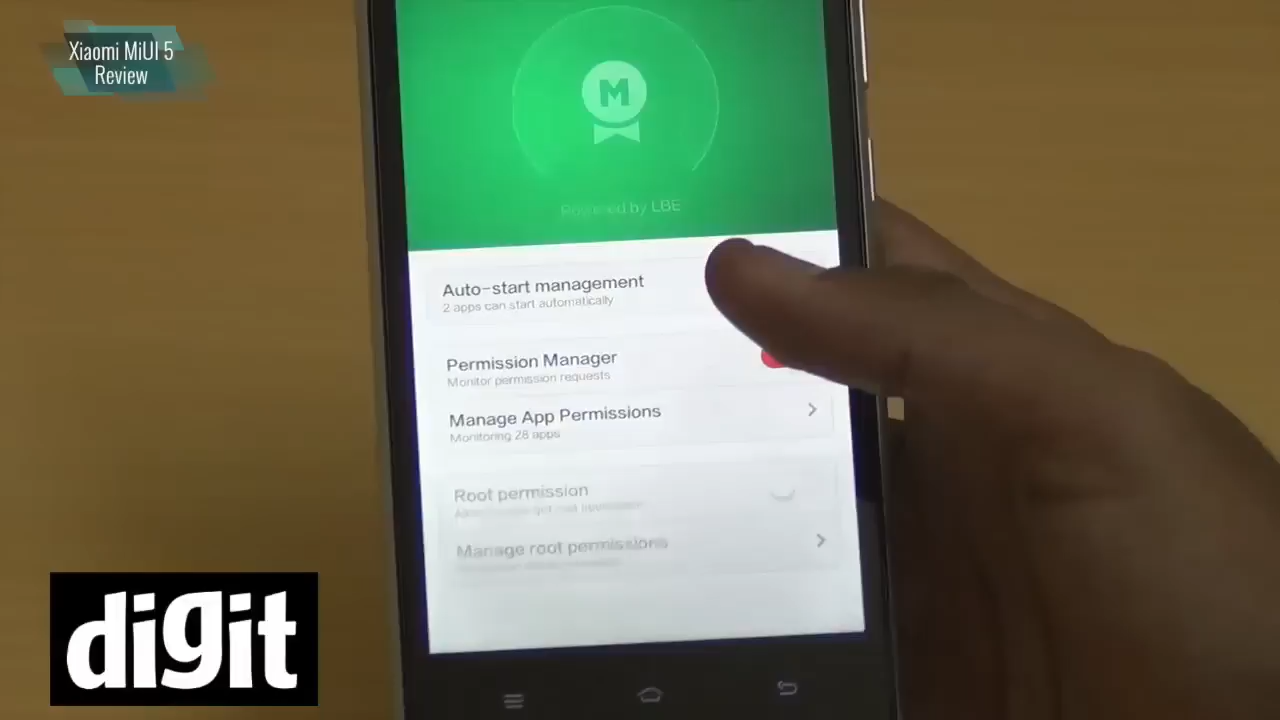 Xiaomi MiUI 5
Review
M
Powered by LBE
Auto-start management
2 apps can start automatically
Permission Manager
Monitor permission requests
Manage App Permissions
Monitoring 28 apps
Root permission
Manage root permissions
digit